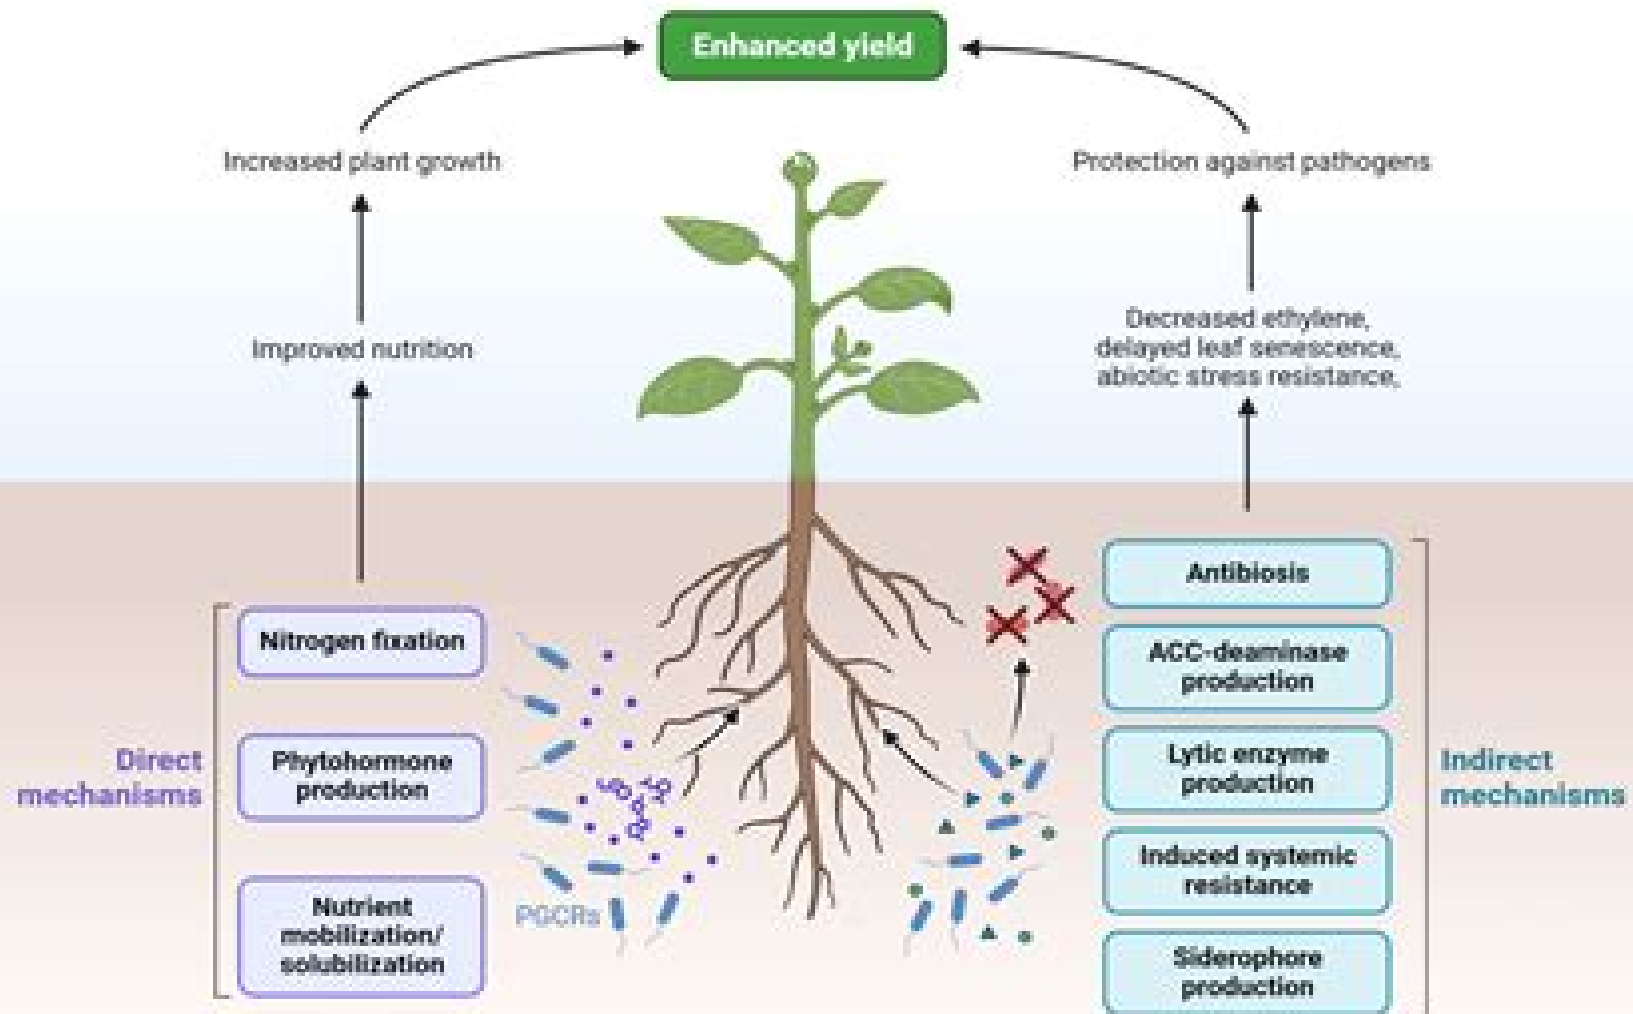 Enhanced yield
Increased plant growth
Protection against pathogens
Improved nutrition
Decreased ethylene,
delayed leaf senescence,
abiotic stress resistance,
Nitrogen fixation
Direct
mechanisms
Phytohormone
production
Nutrient
mobilization/
solubilization
PGCRs
Antibiosis
ACC-deaminase
production
Lytic enzyme
production
Indirect
mechanisms
Induced systemic
resistance
Siderophore
production